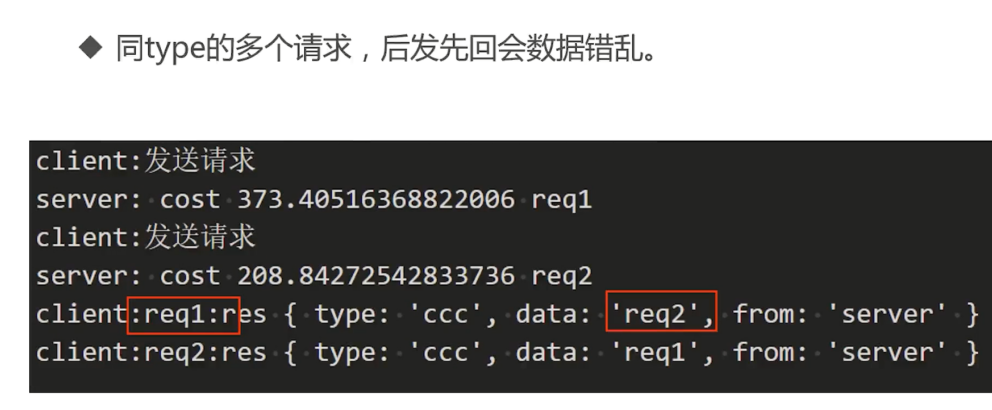 ◆ 同type的多个请求，后发先回会数据错乱。
client:发送请求
server: cost 373.40516368822006 req1
client:发送请求
server: cost 208.84272542833736 req2
client:req1:res { type: 'ccc', data: 'req2', from: 'server' }
client:req2:res { type: 'ccc', data: 'req1', from: 'server' }